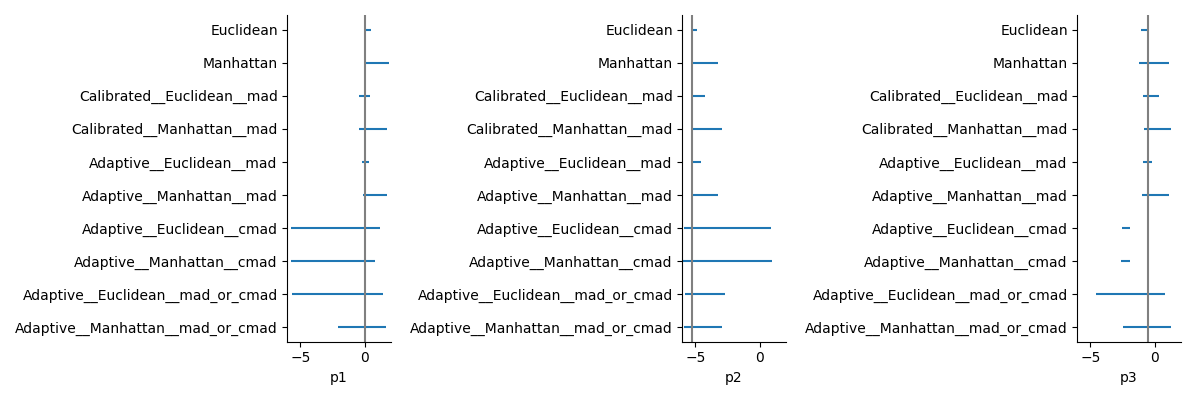 Euclidean
Manhattan
Calibrated__Euclidean__mad
Calibrated__Manhattan__mad
Adaptive__Euclidean__mad
Adaptive__Manhattan__mad
Adaptive__Euclidean__cmad
Adaptive__Manhattan__cmad
Adaptive__Euclidean__mad_or_cmad
Adaptive__Manhattan__mad_or_cmad
−5 0
p1
Euclidean
Manhattan
Calibrated__Euclidean__mad
Calibrated__Manhattan__mad
Adaptive__Euclidean__mad
Adaptive__Manhattan__mad
Adaptive__Euclidean__cmad
Adaptive__Manhattan__cmad
Adaptive__Euclidean__mad_or_cmad
Adaptive__Manhattan__mad_or_cmad
−5 0
p2
Euclidean
Manhattan
Calibrated__Euclidean__mad
Calibrated__Manhattan__mad
Adaptive__Euclidean__mad
Adaptive__Manhattan__mad
Adaptive__Euclidean__cmad
Adaptive__Manhattan__cmad
Adaptive__Euclidean__mad_or_cmad
Adaptive__Manhattan__mad_or_cmad
−5 0
p3